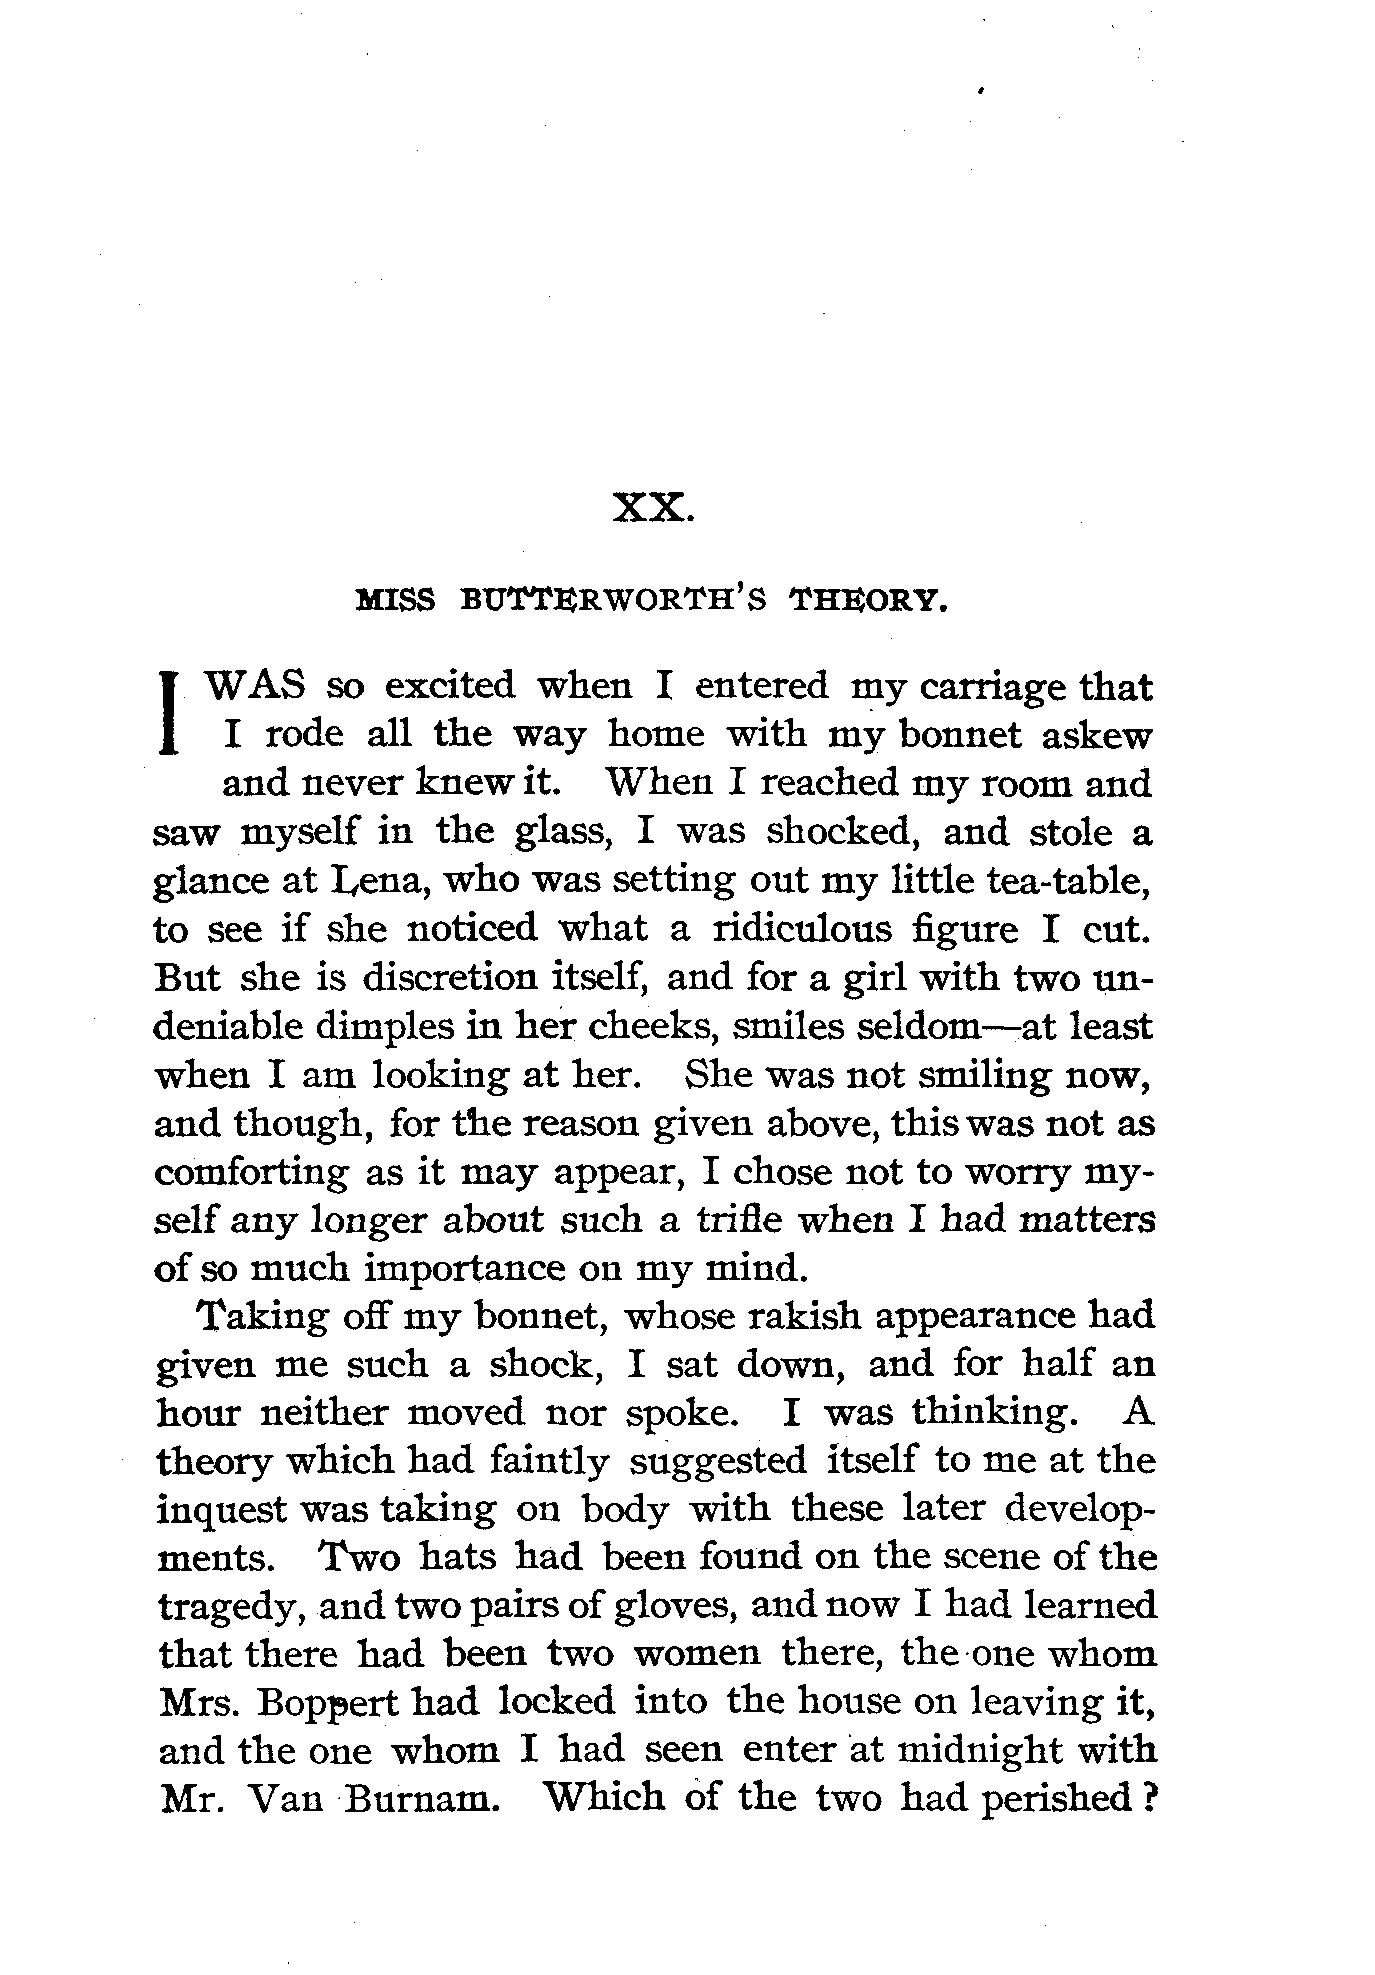 XX.
MISS BUTTERWORTH'S THEORY.
I WAS so excited when I entered my carriage that
I rode all the way home with my bonnet askew
and never knew it. When I reached my room and
saw myself in the glass, I was shocked, and stole a
glance at Lena, who was setting out my little tea-table,
to see if she noticed what a ridiculous figure I cut.
But she is discretion itself, and for a girl with two un-
deniable dimples in her cheeks, smiles seldom—at least
when I am looking at her. She was not smiling now,
and though, for the reason given above, this was not as
comforting as it may appear, I chose not to worry my-
self any longer about such a trifle when I had matters
of so much importance on my mind.
Taking off my bonnet, whose rakish appearance had
given me such a shock, I sat down, and for half an
hour neither moved nor spoke. I was thinking. A
theory which had faintly suggested itself to me at the
inquest was taking on body with these later develop-
ments. Two hats had been found on the scene of the
tragedy, and two pairs of gloves, and now I had learned
that there had been two women there, the one whom
Mrs. Boppert had locked into the house on leaving it,
and the one whom I had seen enter at midnight with
Mr. Van Burnam. Which of the two had perished?